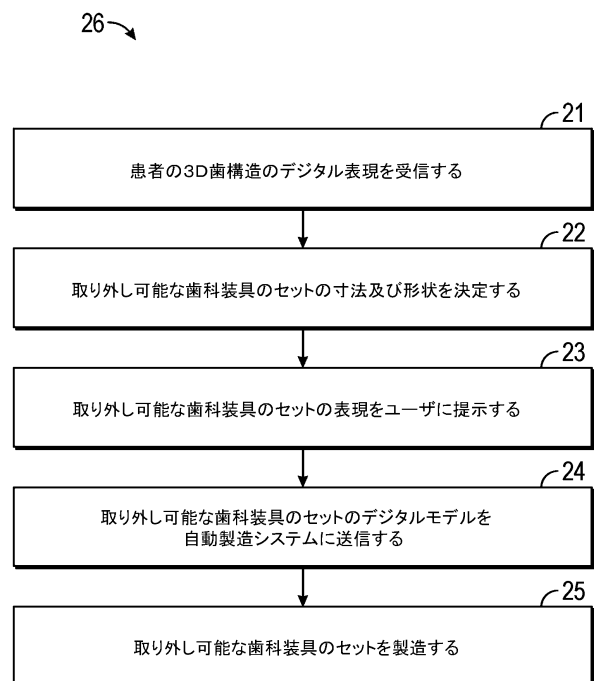 26
21
患者の3D歯構造のデジタル表現を受信する
22
取り外し可能な歯科装具のセットの寸法及び形状を決定する
23
取り外し可能な歯科装具のセットの表現をユーザに提示する
24
取り外し可能な歯科装具のセットのデジタルモデルを
自動製造システムに送信する
25
取り外し可能な歯科装具のセットを製造する